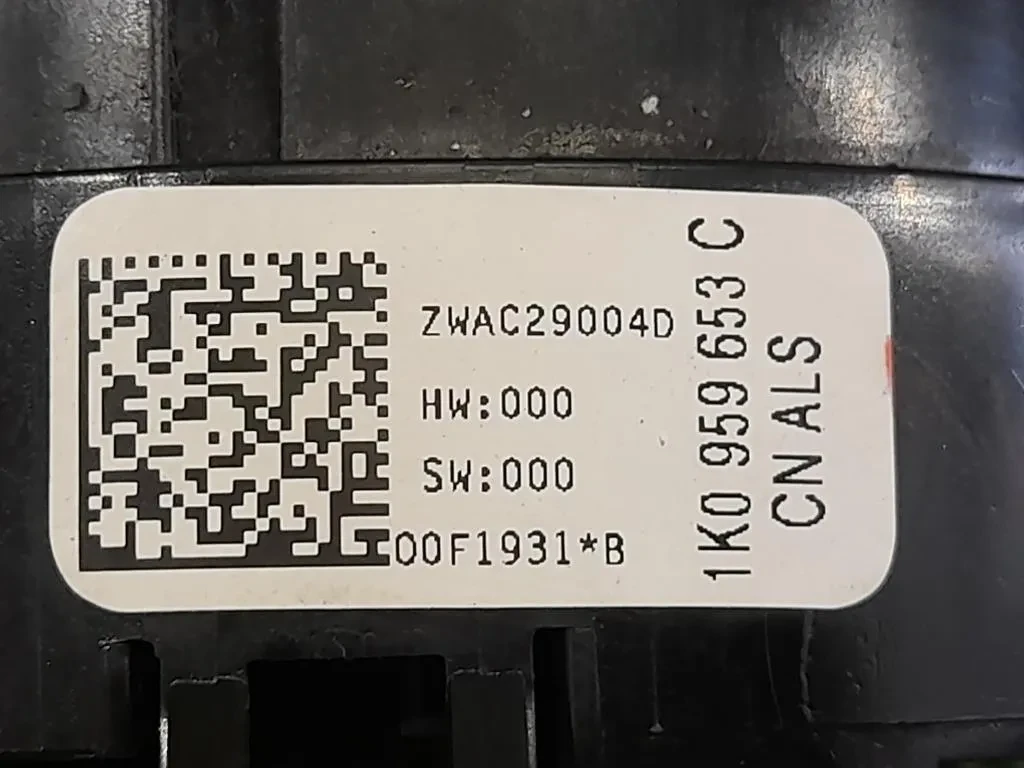 ZWAC29004D
HW:000
SW:000
00F1931*B
1K0 959 653 C
CN ALS